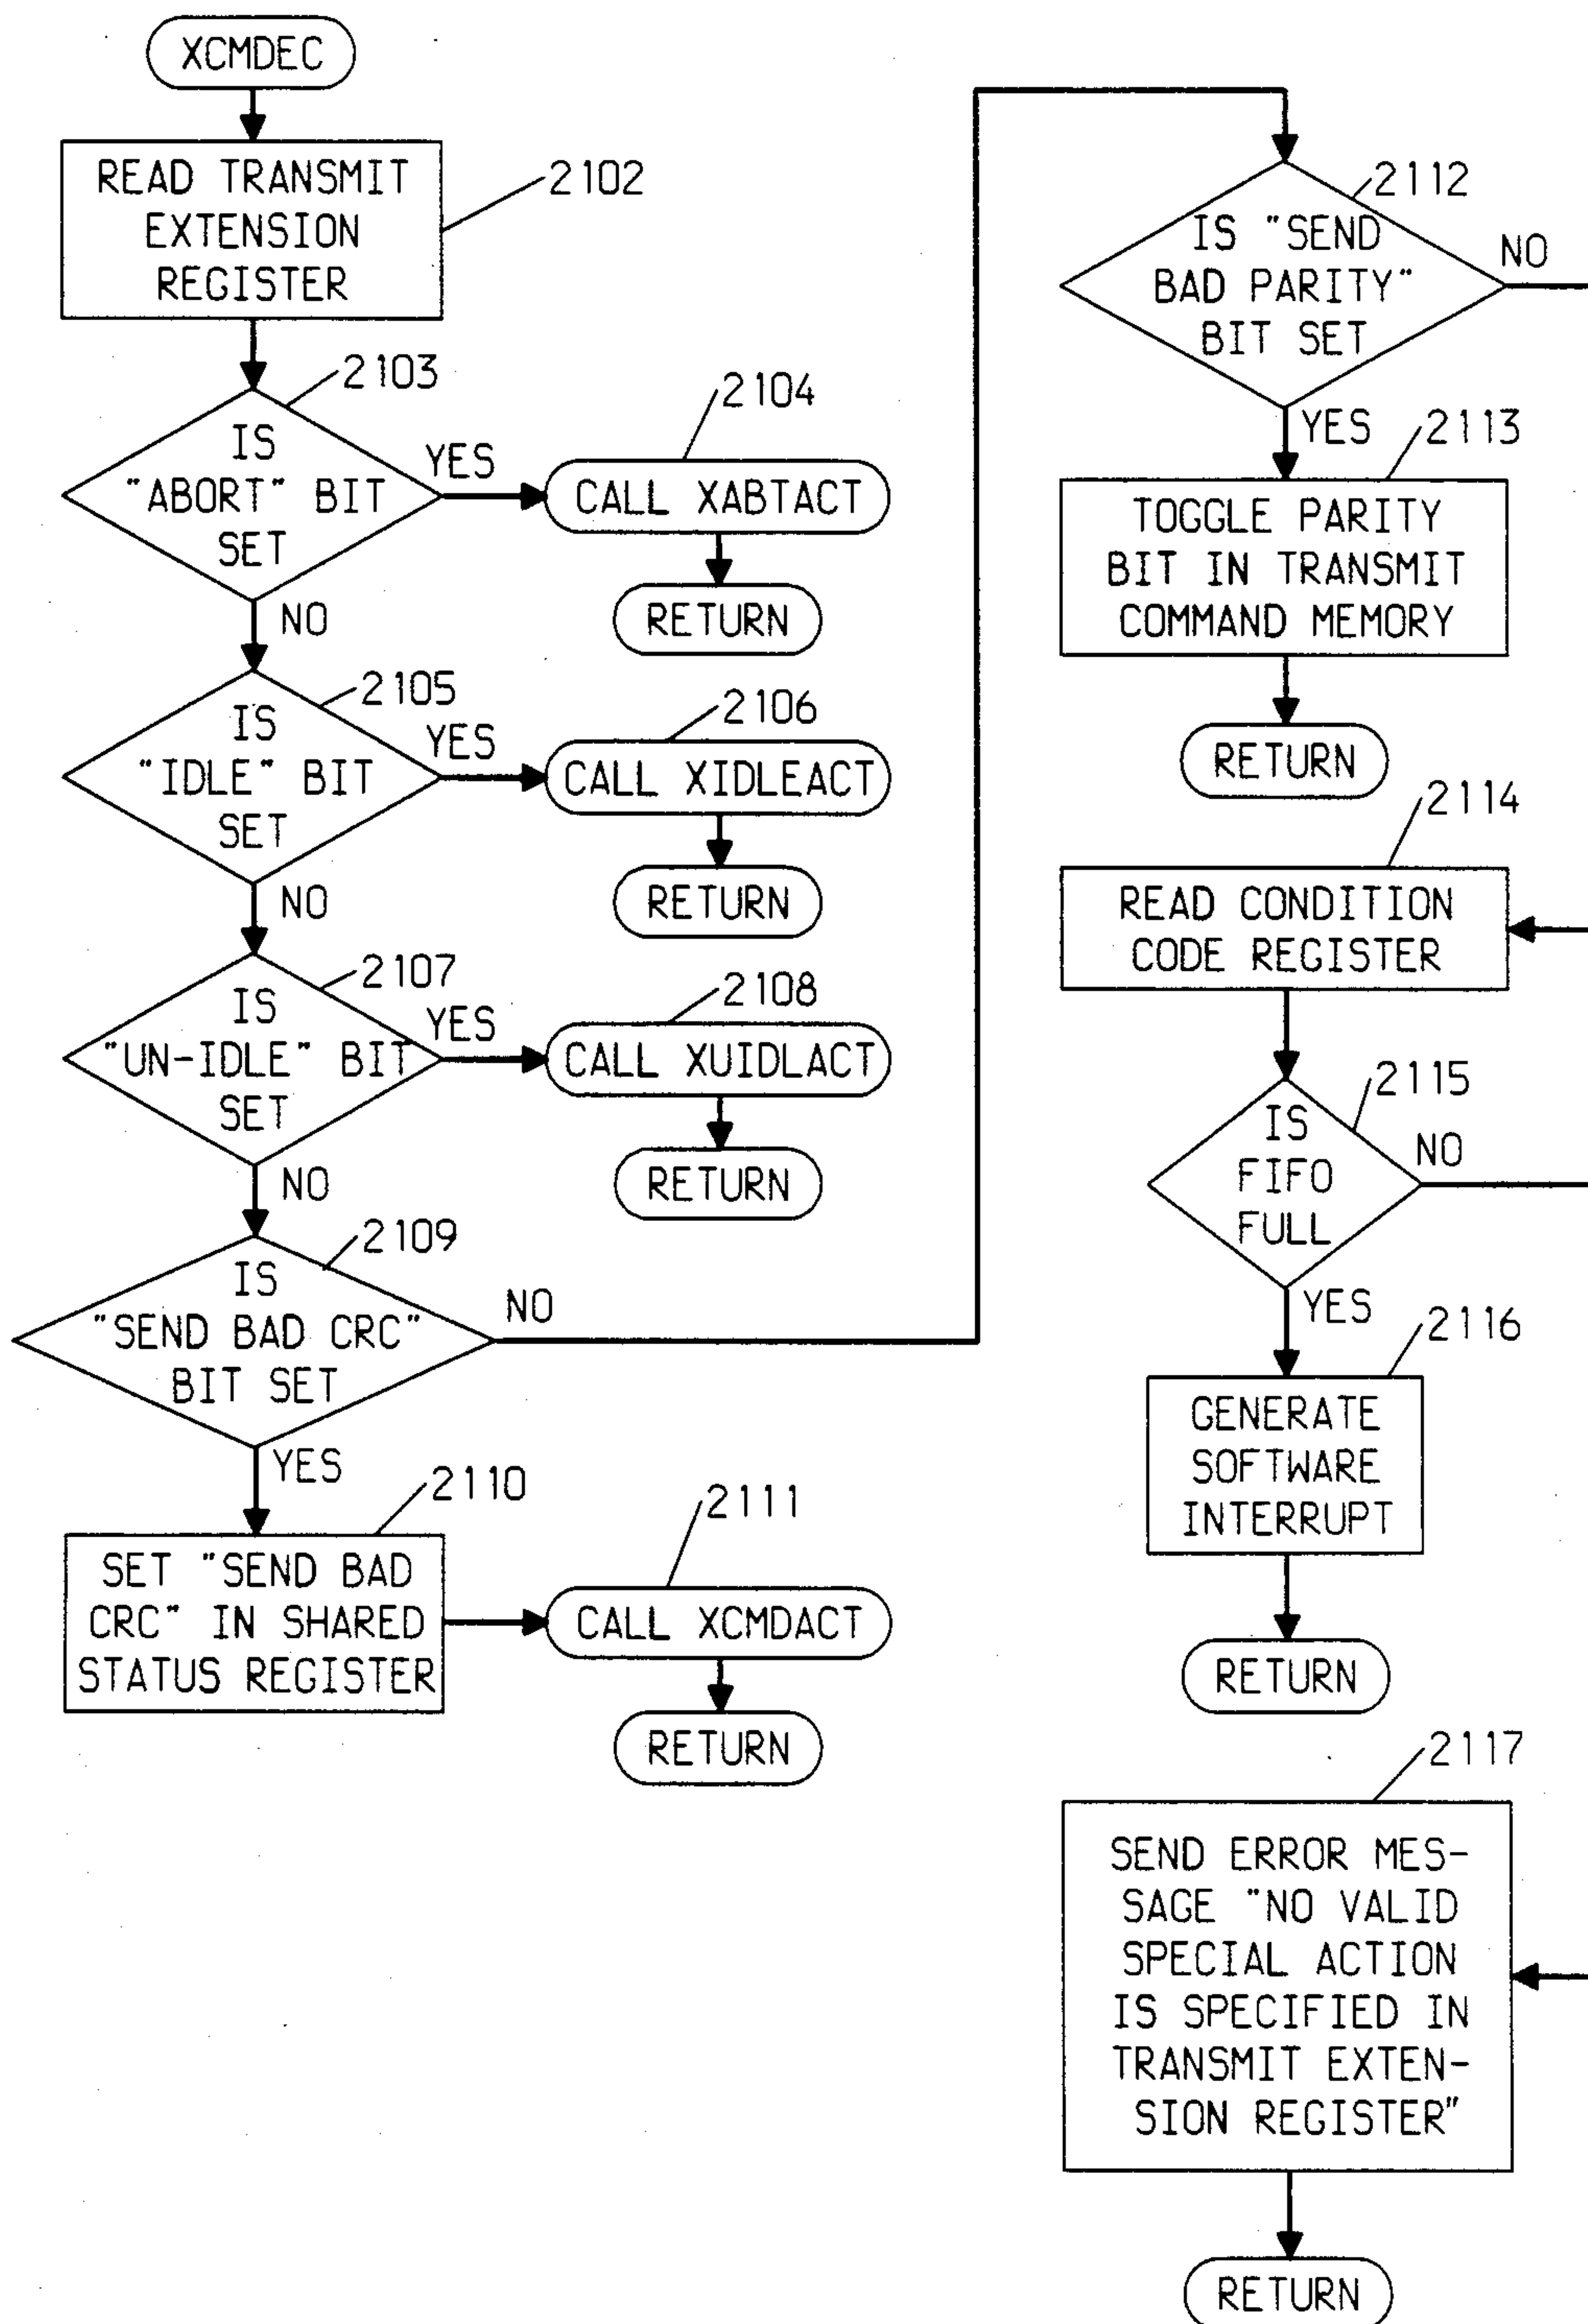 XCMDEC
READ TRANSMIT
EXTENSION
REGISTER
2102
2103
IS
"ABORT" BIT
SET
YES
NO
2104
CALL XABTACT
RETURN
2105
IS
"IDLE" BIT
SET
YES
NO
2106
CALL XIDLEACT
RETURN
2107
IS
"UN-IDLE" BIT
SET
YES
NO
2108
CALL XUIDLACT
RETURN
2109
IS
"SEND BAD CRC"
BIT SET
NO
YES
2110
SET "SEND BAD
CRC" IN SHARED
STATUS REGISTER
2111
CALL XCMDACT
RETURN
2112
IS "SEND
BAD PARITY"
BIT SET
NO
YES
2113
TOGGLE PARITY
BIT IN TRANSMIT
COMMAND MEMORY
RETURN
2114
READ CONDITION
CODE REGISTER
2115
IS
FIFO
FULL
NO
YES
2116
GENERATE
SOFTWARE
INTERRUPT
RETURN
2117
SEND ERROR MES-
SAGE "NO VALID
SPECIAL ACTION
IS SPECIFIED IN
TRANSMIT EXTEN-
SION REGISTER"
RETURN